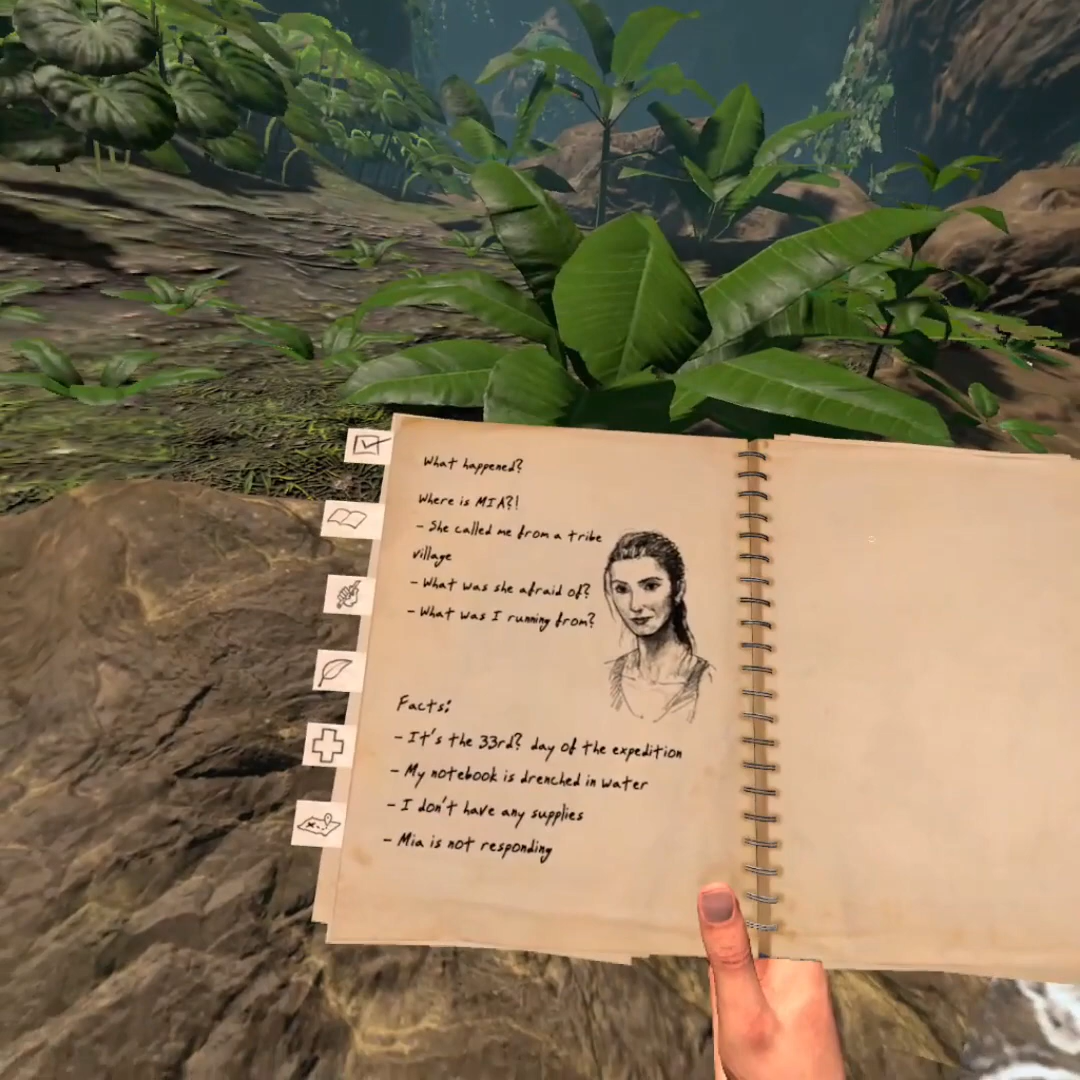 What happened?
Where is MIA?!
- She called me from a tribe
village
- What was she afraid of?
- What was I running from?
Facts:
- It's the 33rd? day of the expedition
- My notebook is drenched in water
- I don't have any supplies
- Mia is not responding